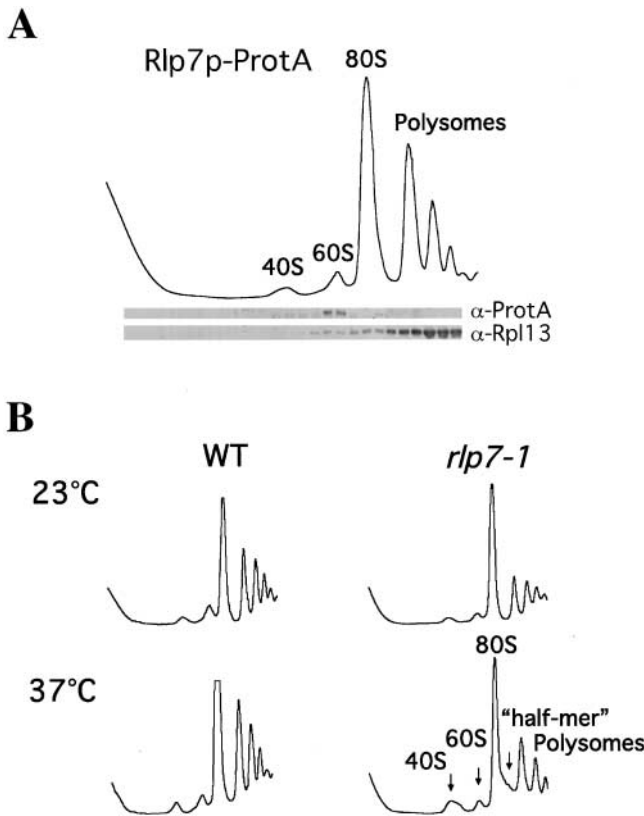 A
Rlp7p-ProtA
80S
Polysomes
40S
60S
α-ProtA
α-Rpl13
B
WT
rlp7-1
23°C
37°C
80S
"half-mer"
Polysomes
60S
40S